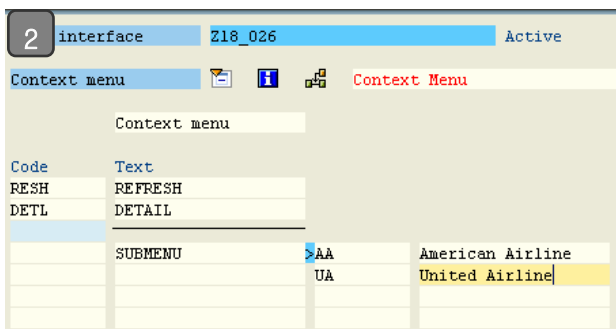 2 interface Z18_026 Active
Context menu Context Menu
Context menu
Code Text
RESH REFRESH
DETL DETAIL
SUBMENU >AA American Airline
UA United Airline